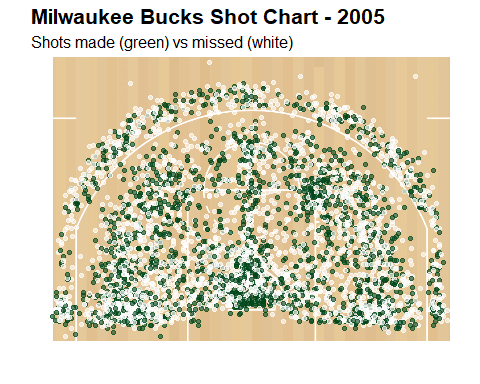 Milwaukee Bucks Shot Chart - 2005
Shots made (green) vs missed (white)